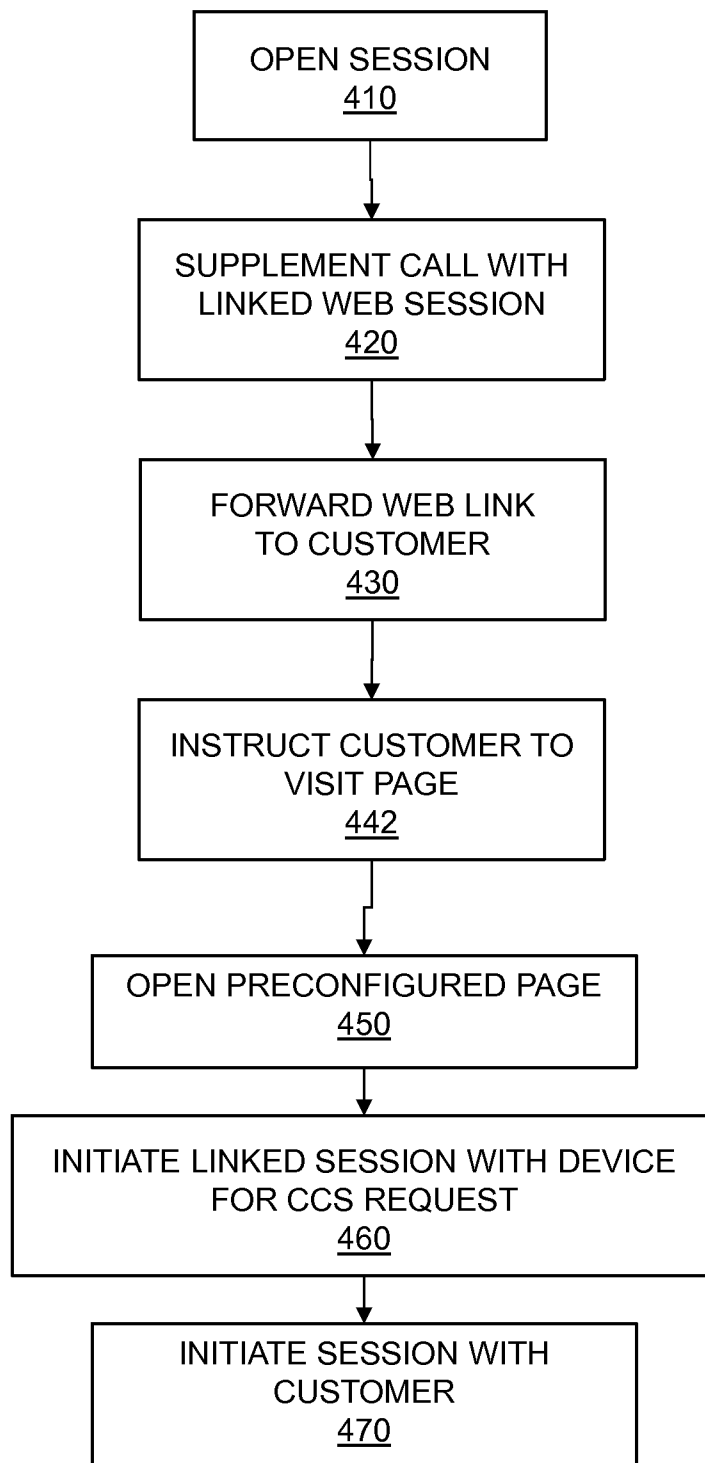 OPEN SESSION
410
SUPPLEMENT CALL WITH
LINKED WEB SESSION
420
FORWARD WEB LINK
TO CUSTOMER
430
INSTRUCT CUSTOMER TO
VISIT PAGE
442
OPEN PRECONFIGURED PAGE
450
INITIATE LINKED SESSION WITH DEVICE
FOR CCS REQUEST
460
INITIATE SESSION WITH
CUSTOMER
470